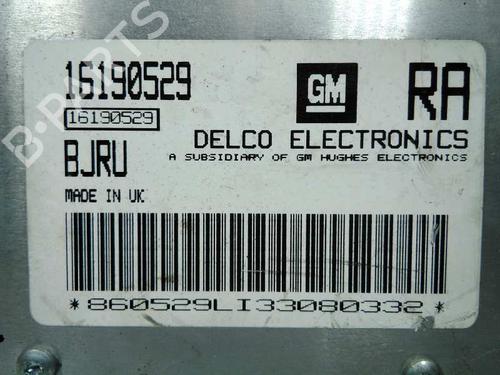 16190529
GM
RA
16190529
DELCO ELECTRONICS
A SUBSIDIARY OF GM HUGHES ELECTRONICS
BJRU
MADE IN UK
*860529LI33080332*
B-PARTS